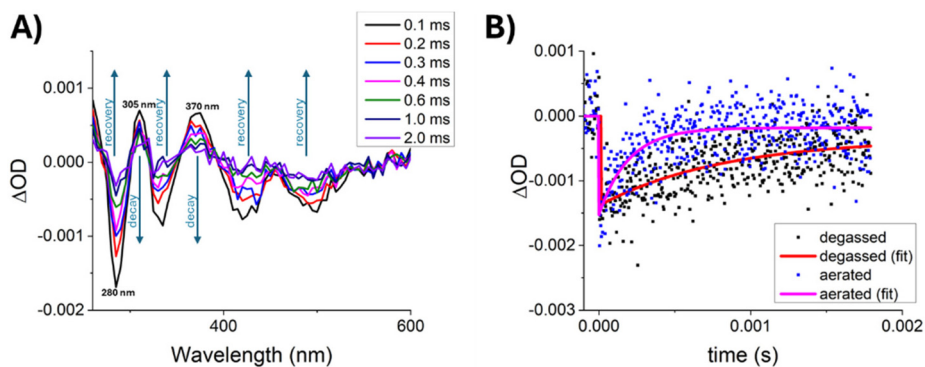 A)
0.1 ms
0.2 ms
0.3 ms
0.4 ms
0.6 ms
1.0 ms
2.0 ms
305 nm
370 nm
280 nm
recovery
decay
recovery
decay
recovery
recovery
0.001
0.000
-0.001
-0.002
ΔOD
400
600
Wavelength (nm)
B)
0.001
0.000
-0.001
-0.002
-0.003
ΔOD
degassed
degassed (fit)
aerated
aerated (fit)
0.000
0.001
0.002
time (s)